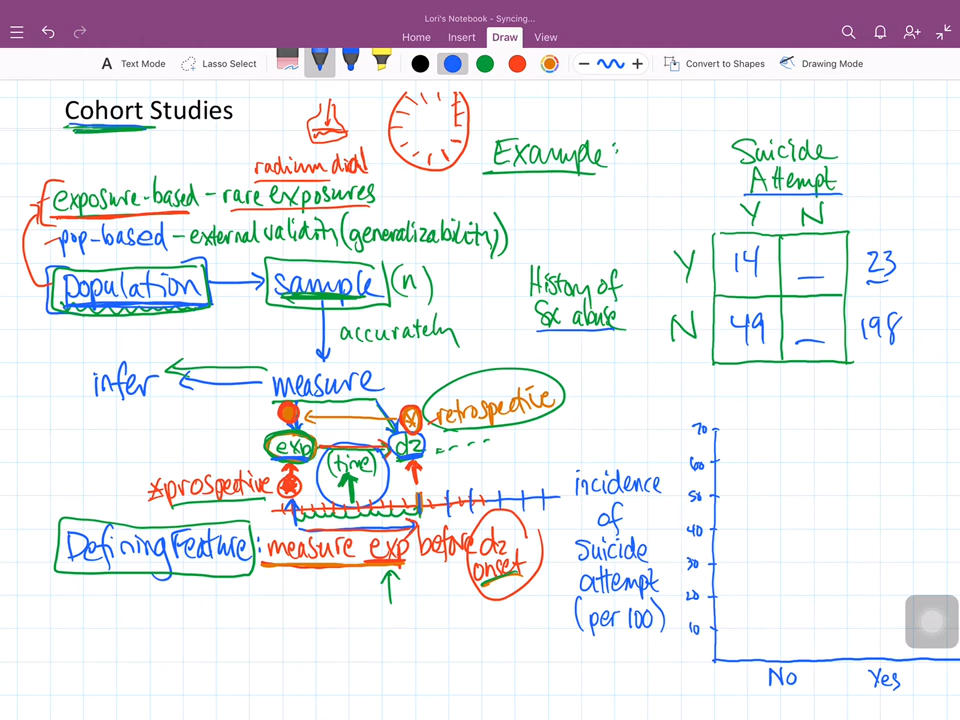 Lori's Notebook - Syncing...
Home Insert Draw View
A Text Mode Lasso Select Convert to Shapes Drawing Mode
Cohort Studies
radium dial
exposure-based - rare exposures
pop-based - external validity (generalizability)
population sample (n)
accurately
infer measure
retrospective
exp dz
(time)
*prospective
Defining Feature: measure exp before dz
onset
Example:
Suicide
Attempt
Y N
Y 14 _ 23
History of
Sx abuse
N 49 _ 198
incidence
of
suicide
attempt
(per 100)
70
60
50
40
30
20
10
No Yes